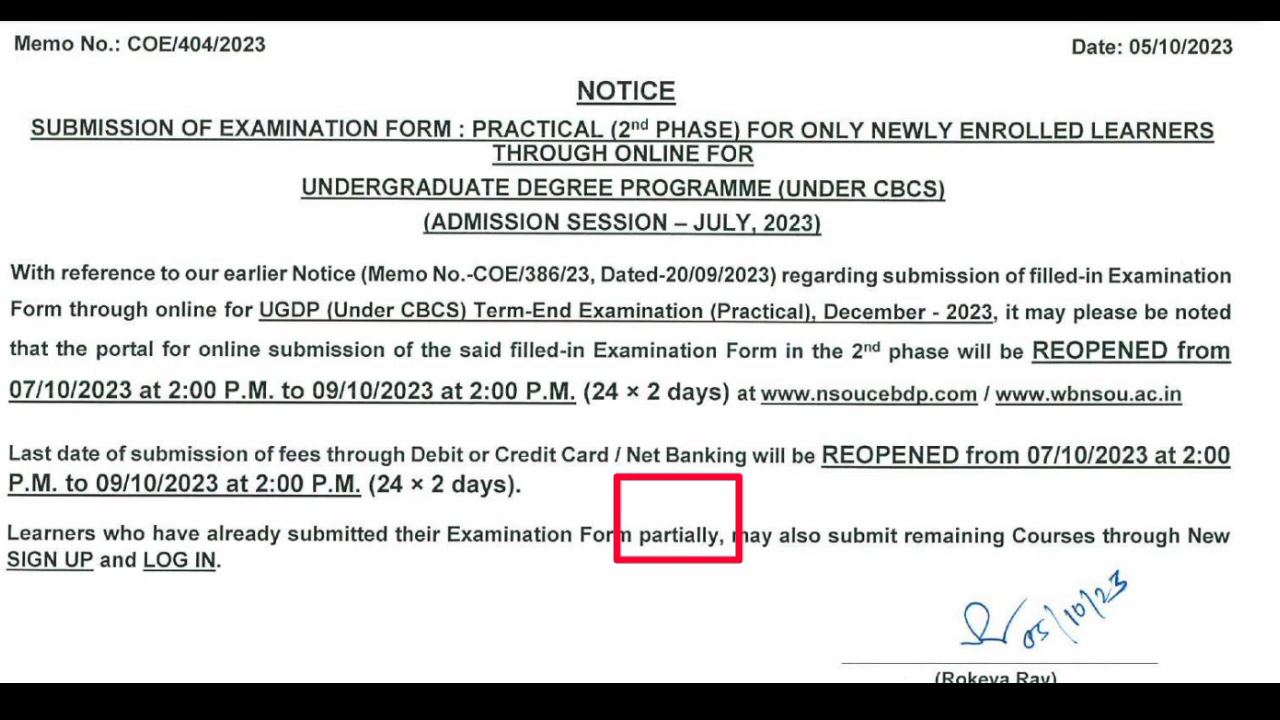 Memo No.: COE/404/2023
Date: 05/10/2023
NOTICE
SUBMISSION OF EXAMINATION FORM : PRACTICAL (2nd PHASE) FOR ONLY NEWLY ENROLLED LEARNERS
THROUGH ONLINE FOR
UNDERGRADUATE DEGREE PROGRAMME (UNDER CBCS)
(ADMISSION SESSION – JULY, 2023)
With reference to our earlier Notice (Memo No.-COE/386/23, Dated-20/09/2023) regarding submission of filled-in Examination
Form through online for UGDP (Under CBCS) Term-End Examination (Practical), December - 2023, it may please be noted
that the portal for online submission of the said filled-in Examination Form in the 2nd phase will be REOPENED from
07/10/2023 at 2:00 P.M. to 09/10/2023 at 2:00 P.M. (24 × 2 days) at www.nsoucebdp.com / www.wbnsou.ac.in
Last date of submission of fees through Debit or Credit Card / Net Banking will be REOPENED from 07/10/2023 at 2:00
P.M. to 09/10/2023 at 2:00 P.M. (24 × 2 days).
Learners who have already submitted their Examination Form partially, may also submit remaining Courses through New
SIGN UP and LOG IN.
05/10/23
(Rokeya Ray)